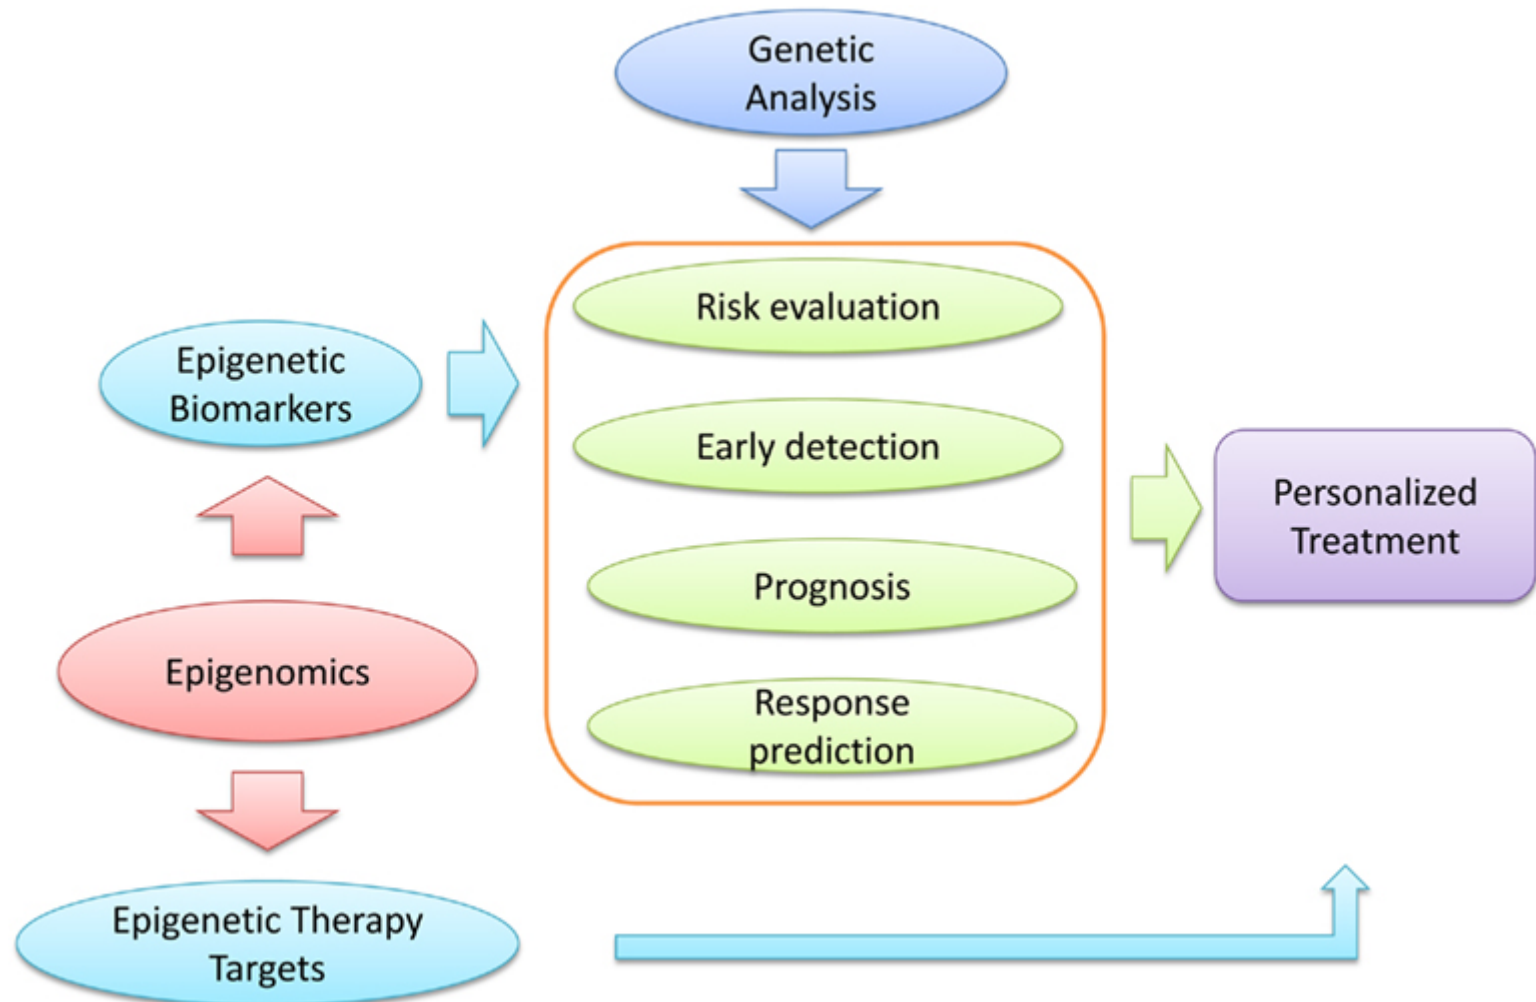 Genetic
Analysis
Risk evaluation
Epigenetic
Biomarkers
Early detection
Personalized
Treatment
Prognosis
Epigenomics
Response
prediction
Epigenetic Therapy
Targets